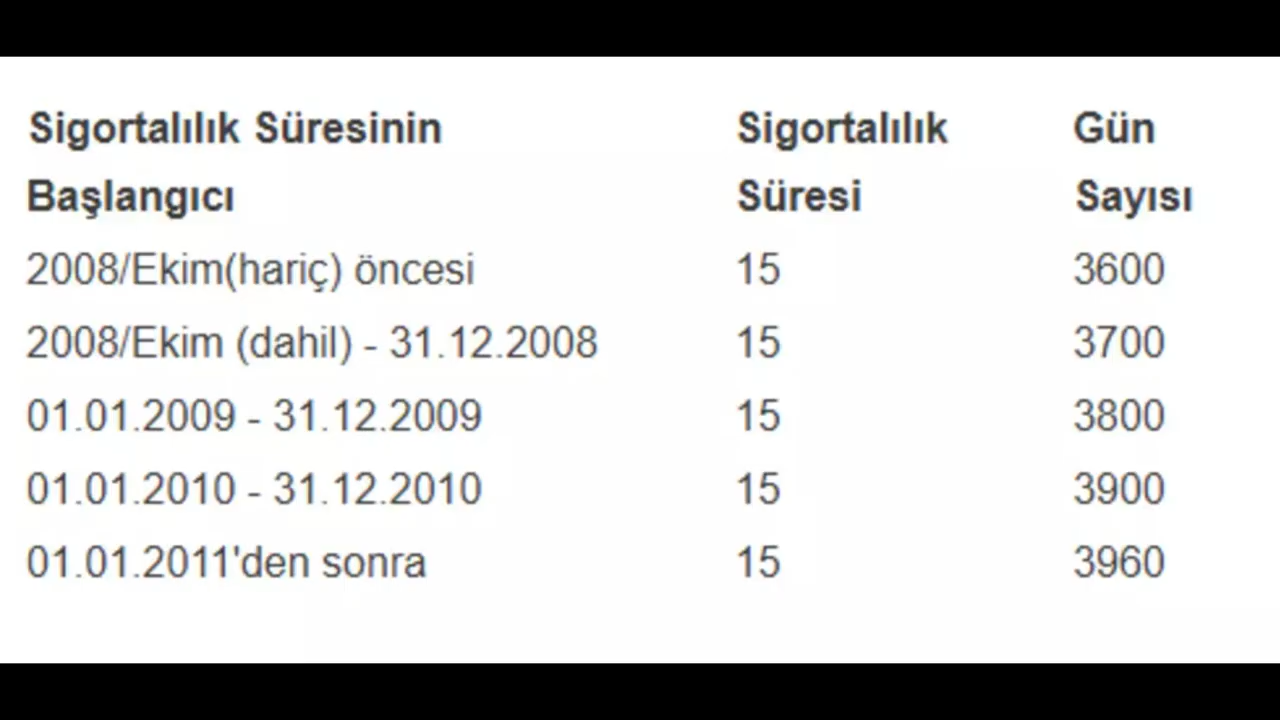 Sigortalılık Süresinin Başlangıcı Sigortalılık Süresi Gün Sayısı
2008/Ekim(hariç) öncesi 15 3600
2008/Ekim (dahil) - 31.12.2008 15 3700
01.01.2009 - 31.12.2009 15 3800
01.01.2010 - 31.12.2010 15 3900
01.01.2011'den sonra 15 3960